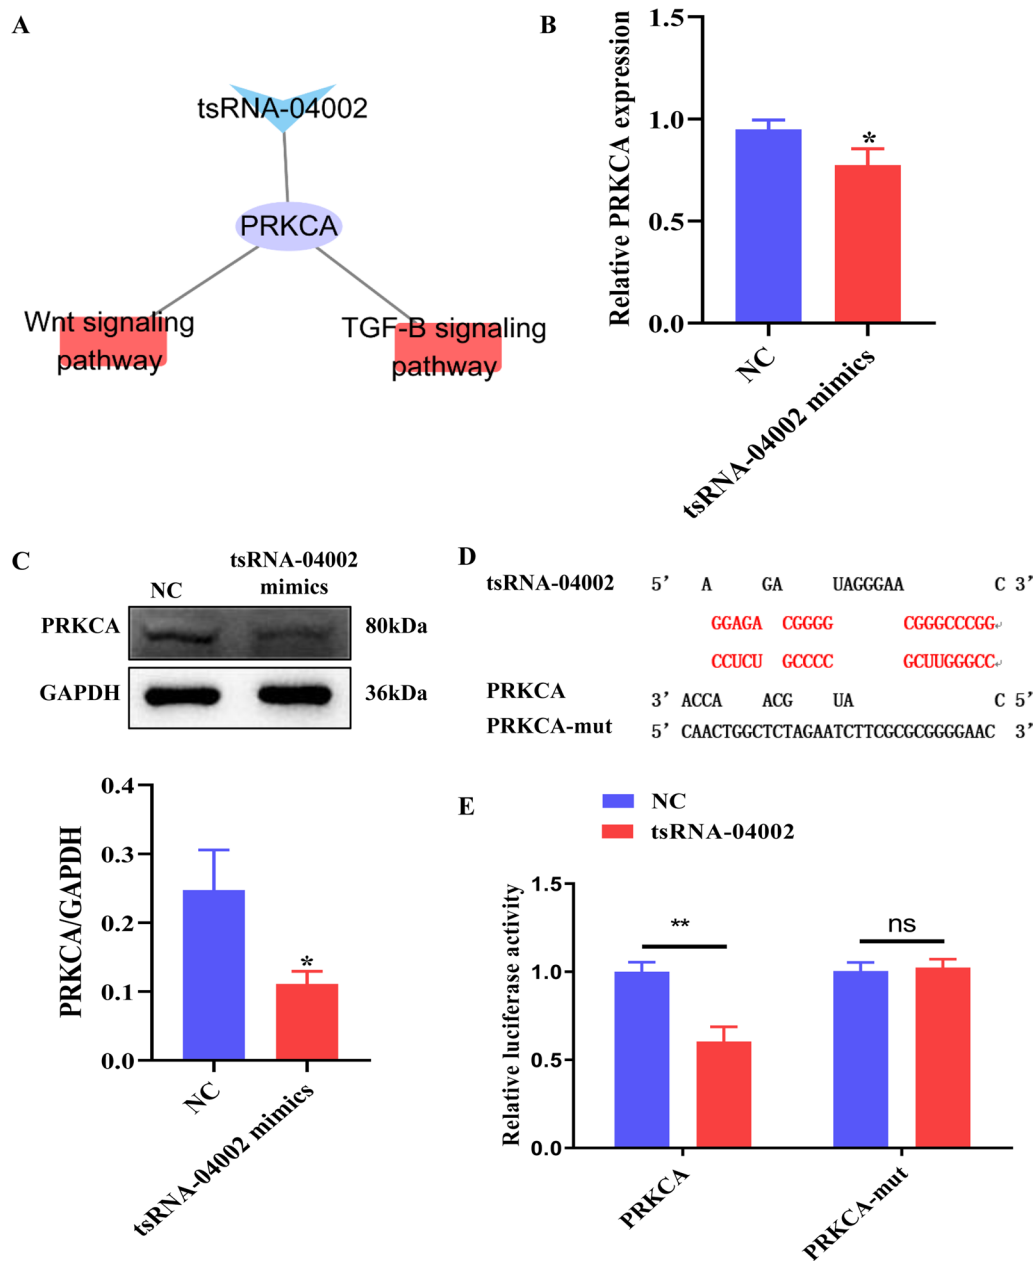 A
tsRNA-04002
PRKCA
Wnt signaling
pathway
TGF-B signaling
pathway
B
Relative PRKCA expression
1.5
1.0
0.5
0.0
*
NC
tsRNA-04002 mimics
C
NC
tsRNA-04002
mimics
PRKCA
80kDa
GAPDH
36kDa
PRKCA/GAPDH
0.4
0.3
0.2
0.1
0.0
*
NC
tsRNA-04002 mimics
D
tsRNA-04002 5' A GA UAGGGAA C 3'
GGAGA CGGGG CGGGCCCGG
CCUCU GCCCC GCUUGGGCC
PRKCA 3' ACCA ACG UA C 5'
PRKCA-mut 5' CAACTGGCTCTAGAATCTTCGCGCGGGGAAC 3'
E
NC
tsRNA-04002
Relative luciferase activity
1.5
1.0
0.5
0.0
**
ns
PRKCA
PRKCA-mut